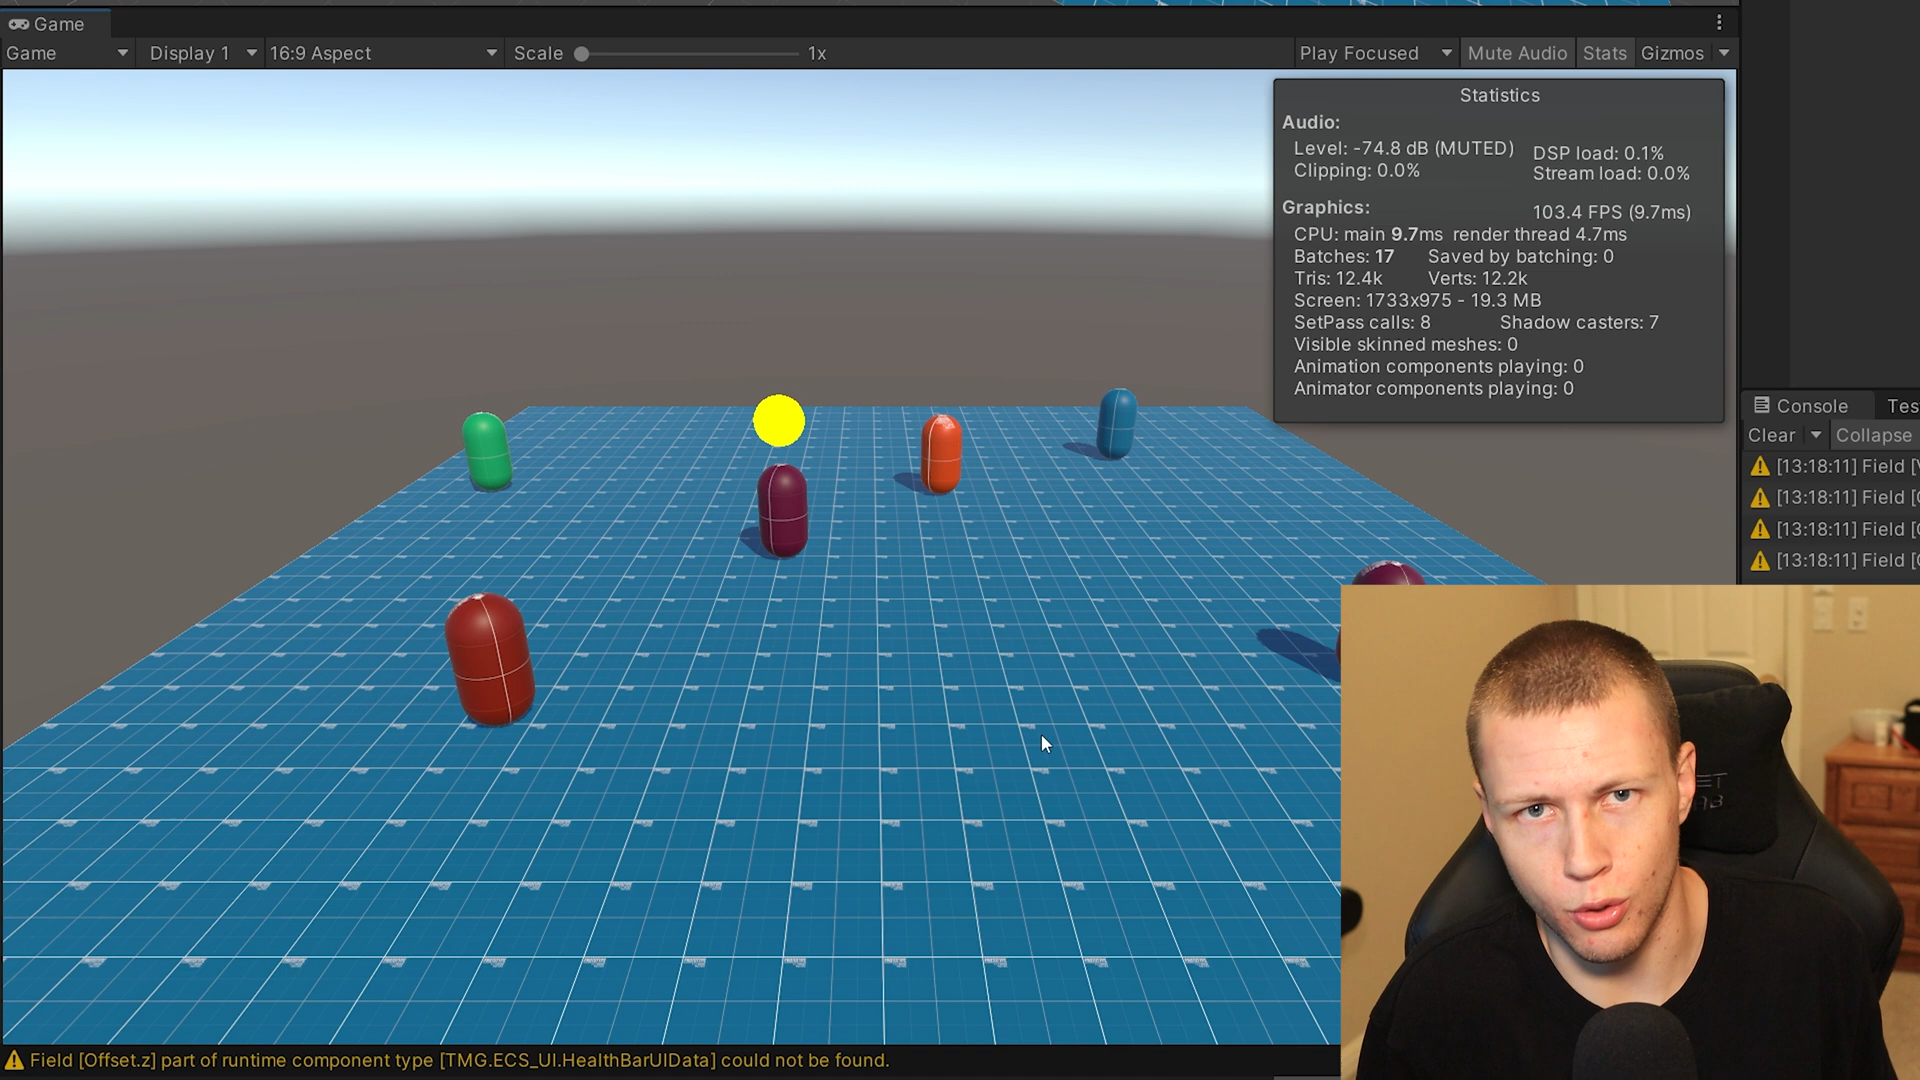 Game
Game Display 1 16:9 Aspect Scale 1x Play Focused Mute Audio Stats Gizmos
Statistics
Audio:
Level: -74.8 dB (MUTED) DSP load: 0.1%
Clipping: 0.0% Stream load: 0.0%
Graphics: 103.4 FPS (9.7ms)
CPU: main 9.7ms render thread 4.7ms
Batches: 17 Saved by batching: 0
Tris: 12.4k Verts: 12.2k
Screen: 1733x975 - 19.3 MB
SetPass calls: 8 Shadow casters: 7
Visible skinned meshes: 0
Animation components playing: 0
Animator components playing: 0
Console Tes
Clear Collapse
[13:18:11] Field [
[13:18:11] Field [
[13:18:11] Field [
[13:18:11] Field [
Field [Offset.z] part of runtime component type [TMG.ECS_UI.HealthBarUIData] could not be found.